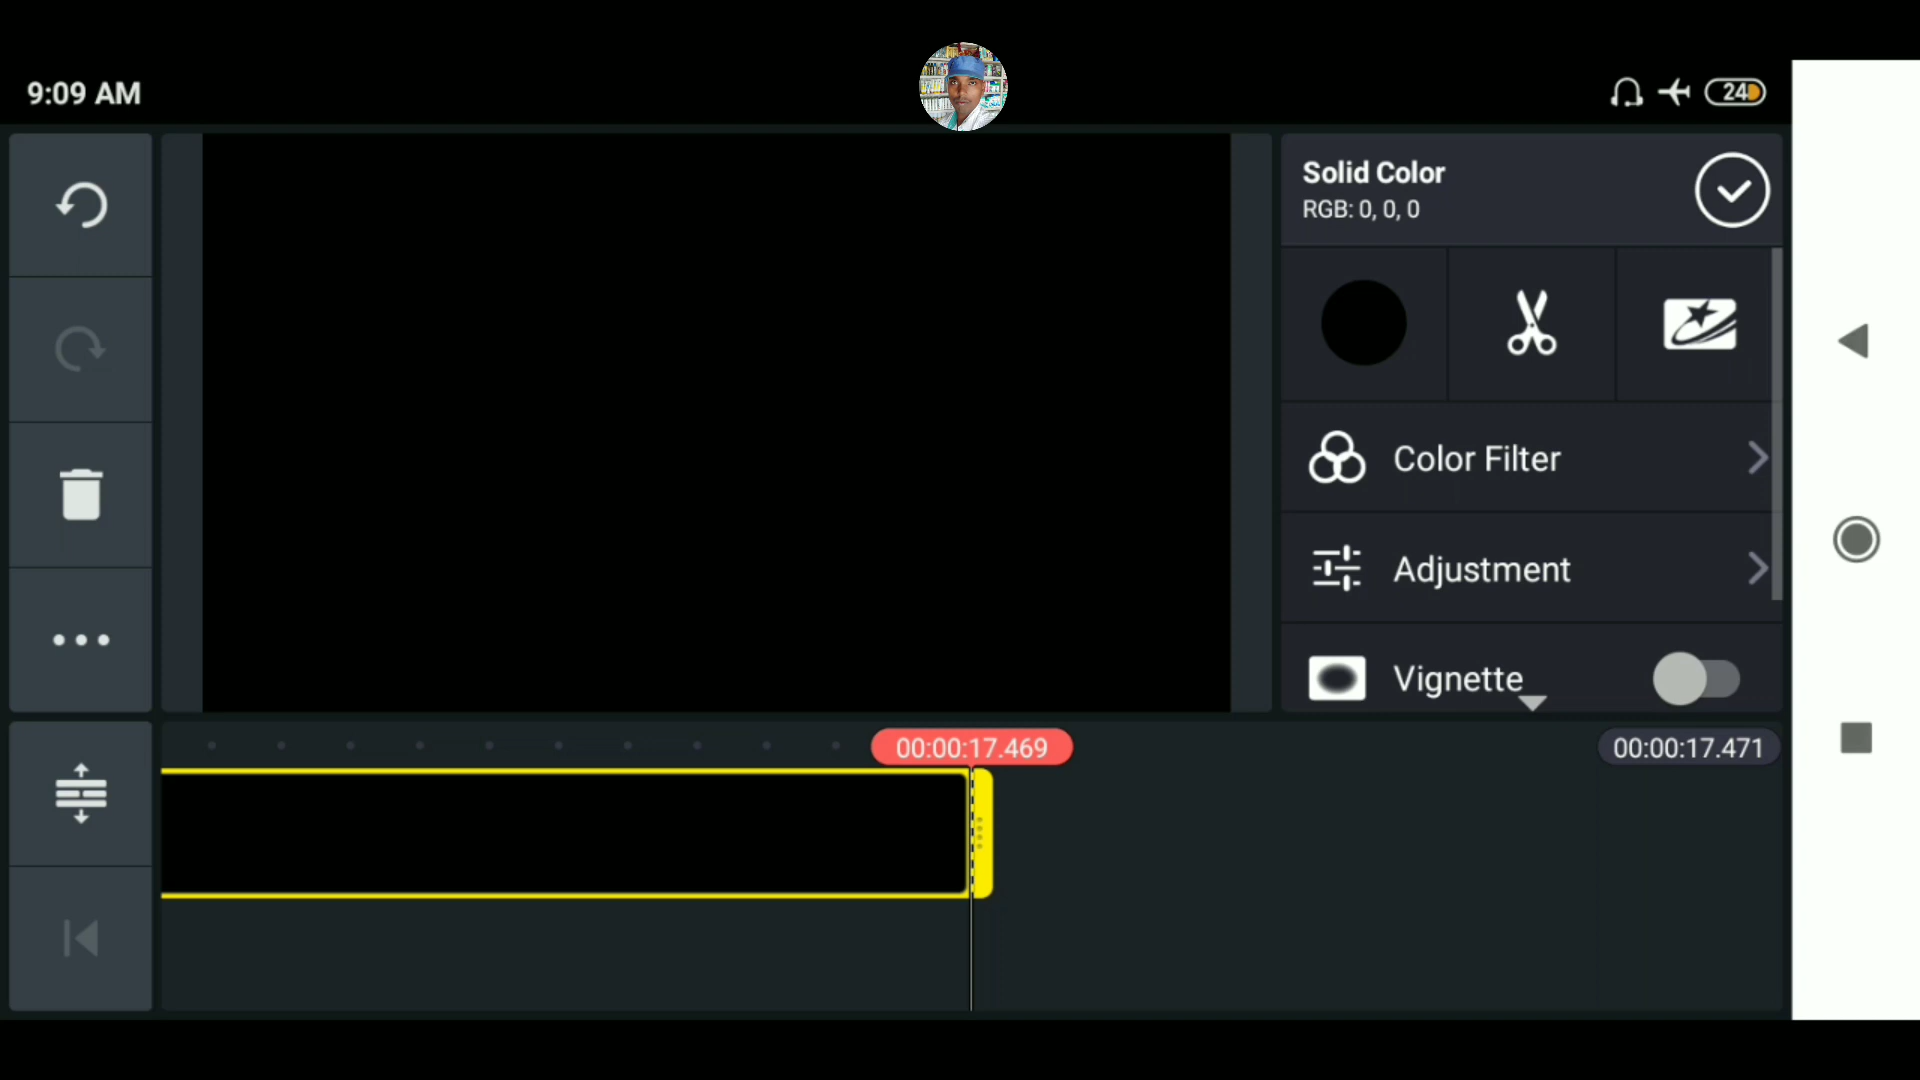 9:09 AM
24
Solid Color
RGB: 0, 0, 0
Color Filter
Adjustment
Vignette
00:00:17.469
00:00:17.471